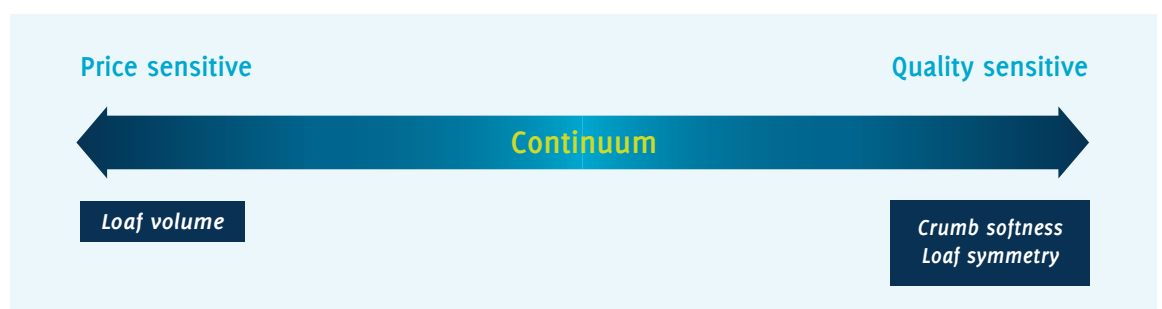 Price sensitive
Quality sensitive
Continuum
Loaf volume
Crumb softness
Loaf symmetry